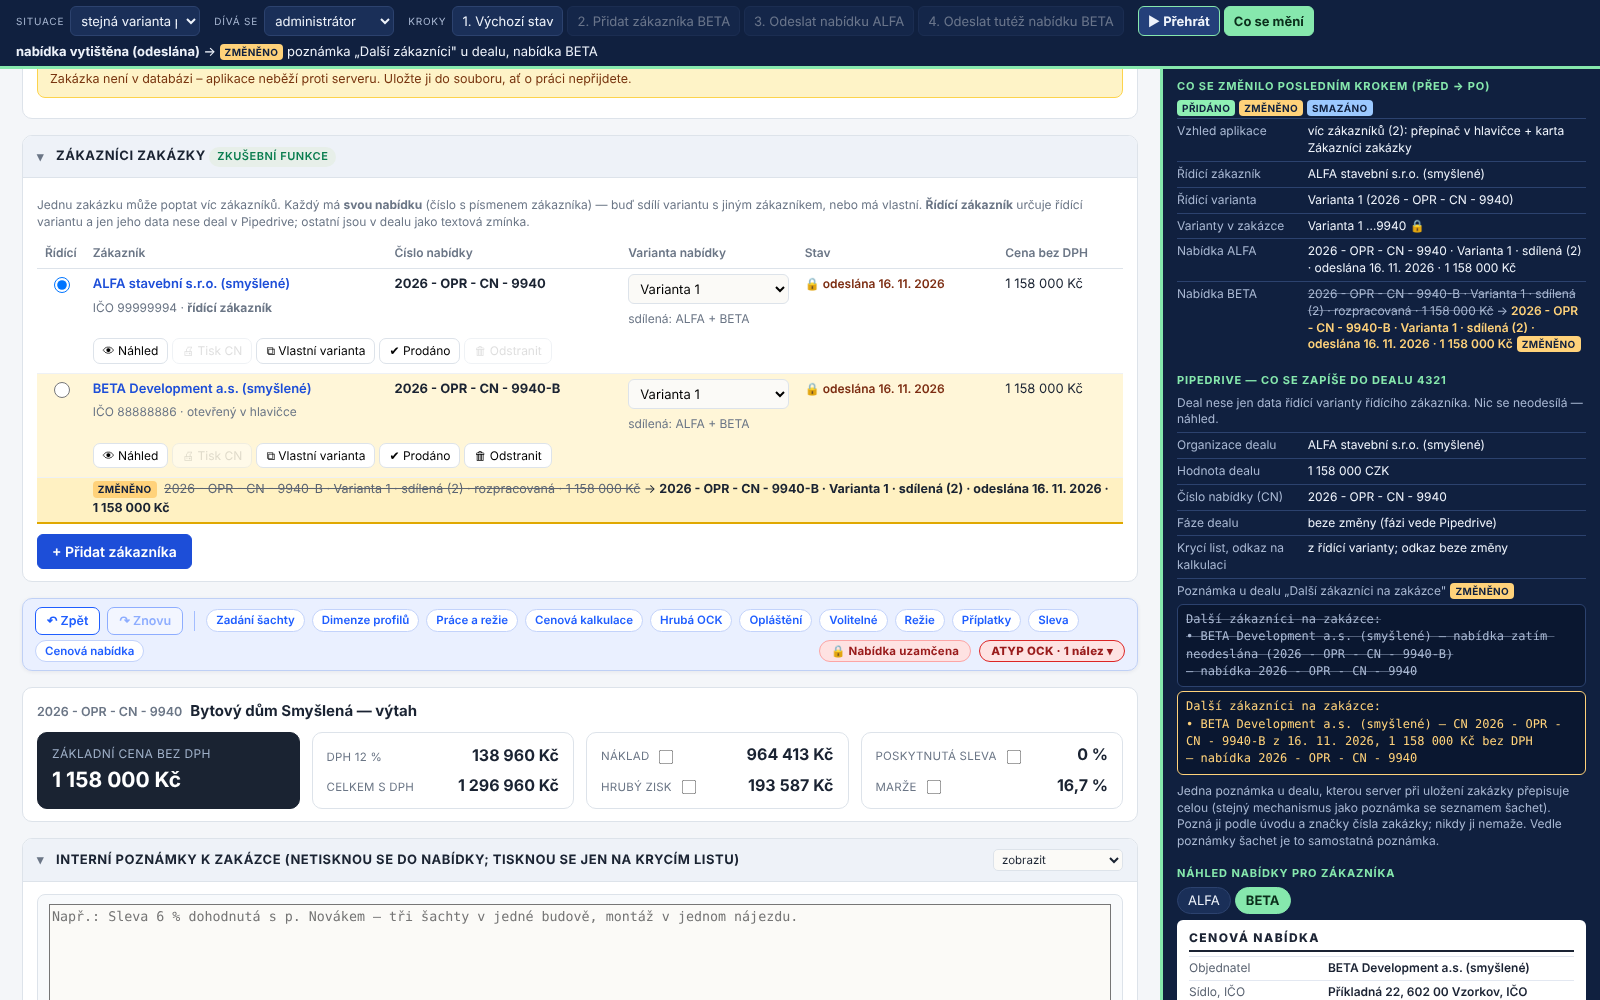 SITUACE stejná varianta DÍVÁ SE administrátor KROKY 1. Výchozí stav 2. Přidat zákazníka BETA 3. Odeslat nabídku ALFA 4. Odeslat tutéž nabídku BETA ▶ Přehrát Co se mění
nabídka vytištěna (odeslána) → ZMĚNĚNO poznámka „Další zákazníci" u dealu, nabídka BETA
Zakázka není v databázi – aplikace neběží proti serveru. Uložte ji do souboru, ať o práci nepřijdete.
▼ ZÁKAZNÍCI ZAKÁZKY ZKUŠEBNÍ FUNKCE
Jednu zakázku může poptat víc zákazníků. Každý má svou nabídku (číslo s písmenem zákazníka) — buď sdílí variantu s jiným zákazníkem, nebo má vlastní. Řídící zákazník určuje řídící
variantu a jen jeho data nese deal v Pipedrive; ostatní jsou v dealu jako textová zmínka.
Řídící Zákazník Číslo nabídky Varianta nabídky Stav Cena bez DPH
ALFA stavební s.r.o. (smyšlené) 2026 - OPR - CN - 9940 Varianta 1 🔒 odeslána 16. 11. 2026 1 158 000 Kč
IČO 99999994 · řídící zákazník sdílená: ALFA + BETA
👁 Náhled 🖨 Tisk CN ⧉ Vlastní varianta ✔ Prodáno 🗑 Odstranit
BETA Development a.s. (smyšlené) 2026 - OPR - CN - 9940-B Varianta 1 🔒 odeslána 16. 11. 2026 1 158 000 Kč
IČO 88888886 · otevřený v hlavičce sdílená: ALFA + BETA
👁 Náhled 🖨 Tisk CN ⧉ Vlastní varianta ✔ Prodáno 🗑 Odstranit
ZMĚNĚNO 2026 - OPR - CN - 9940-B · Varianta 1 · sdílená (2) · rozpracovaná · 1 158 000 Kč → 2026 - OPR - CN - 9940-B · Varianta 1 · sdílená (2) · odeslána 16. 11. 2026 ·
1 158 000 Kč
+ Přidat zákazníka
↶ Zpět ↷ Znovu Zadání šachty Dimenze profilů Práce a režie Cenová kalkulace Hrubá OCK Opláštění Volitelné Režie Příplatky Sleva
Cenová nabídka 🔒 Nabídka uzamčena ATYP OCK · 1 nález ▾
2026 - OPR - CN - 9940 Bytový dům Smyšlená — výtah
ZÁKLADNÍ CENA BEZ DPH
1 158 000 Kč
DPH 12 % 138 960 Kč
CELKEM S DPH 1 296 960 Kč
NÁKLAD 964 413 Kč
HRUBÝ ZISK 193 587 Kč
POSKYTNUTÁ SLEVA 0 %
MARŽE 16,7 %
▼ INTERNÍ POZNÁMKY K ZAKÁZCE (NETISKNOU SE DO NABÍDKY; TISKNOU SE JEN NA KRYCÍM LISTU) zobrazit
Např.: Sleva 6 % dohodnutá s p. Novákem — tři šachty v jedné budově, montáž v jednom nájezdu.
CO SE ZMĚNILO POSLEDNÍM KROKEM (PŘED → PO)
PŘIDÁNO ZMĚNĚNO SMAZÁNO
Vzhled aplikace víc zákazníků (2): přepínač v hlavičce + karta
Zákazníci zakázky
Řídící zákazník ALFA stavební s.r.o. (smyšlené)
Řídící varianta Varianta 1 (2026 - OPR - CN - 9940)
Varianty v zakázce Varianta 1 …9940 🔒
Nabídka ALFA 2026 - OPR - CN - 9940 · Varianta 1 · sdílená (2)
· odeslána 16. 11. 2026 · 1 158 000 Kč
Nabídka BETA 2026 - OPR - CN - 9940-B · Varianta 1 · sdílená
(2) · rozpracovaná · 1 158 000 Kč → 2026 - OPR
- CN - 9940-B · Varianta 1 · sdílená (2) ·
odeslána 16. 11. 2026 · 1 158 000 Kč ZMĚNĚNO
PIPEDRIVE — CO SE ZAPÍŠE DO DEALU 4321
Deal nese jen data řídící varianty řídícího zákazníka. Nic se neodesílá —
náhled.
Organizace dealu ALFA stavební s.r.o. (smyšlené)
Hodnota dealu 1 158 000 CZK
Číslo nabídky (CN) 2026 - OPR - CN - 9940
Fáze dealu beze změny (fázi vede Pipedrive)
Krycí list, odkaz na z řídící varianty; odkaz beze změny
kalkulaci
Poznámka u dealu „Další zákazníci na zakázce" ZMĚNĚNO
Další zákazníci na zakázce:
• BETA Development a.s. (smyšlené) — nabídka zatím
neodeslána (2026 - OPR - CN - 9940-B)
— nabídka 2026 - OPR - CN - 9940
Další zákazníci na zakázce:
• BETA Development a.s. (smyšlené) — CN 2026 - OPR -
CN - 9940-B z 16. 11. 2026, 1 158 000 Kč bez DPH
— nabídka 2026 - OPR - CN - 9940
Jedna poznámka u dealu, kterou server při uložení zakázky přepisuje
celou (stejný mechanismus jako poznámka se seznamem šachet).
Pozná ji podle úvodu a značky čísla zakázky; nikdy ji nemaže. Vedle
poznámky šachet je to samostatná poznámka.
NÁHLED NABÍDKY PRO ZÁKAZNÍKA
ALFA BETA
CENOVÁ NABÍDKA
Objednatel BETA Development a.s. (smyšlené)
Sídlo, IČO Příkladná 22, 602 00 Vzorkov, IČO